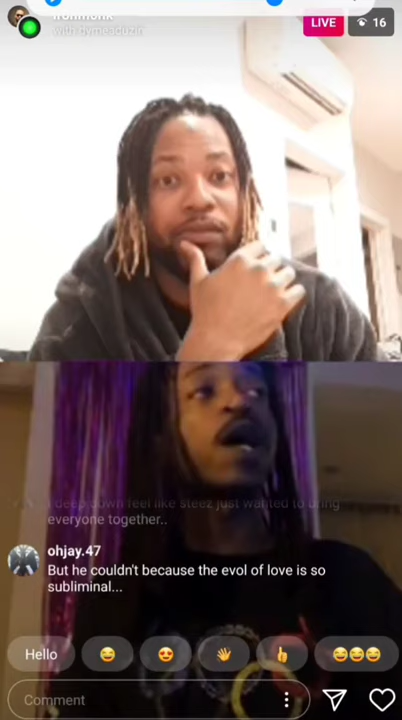 LIVE
16
I deep down feel like steez just wanted to bring
everyone together..
ohjay.47
But he couldn't because the evol of love is so
subliminal...
Hello
Comment